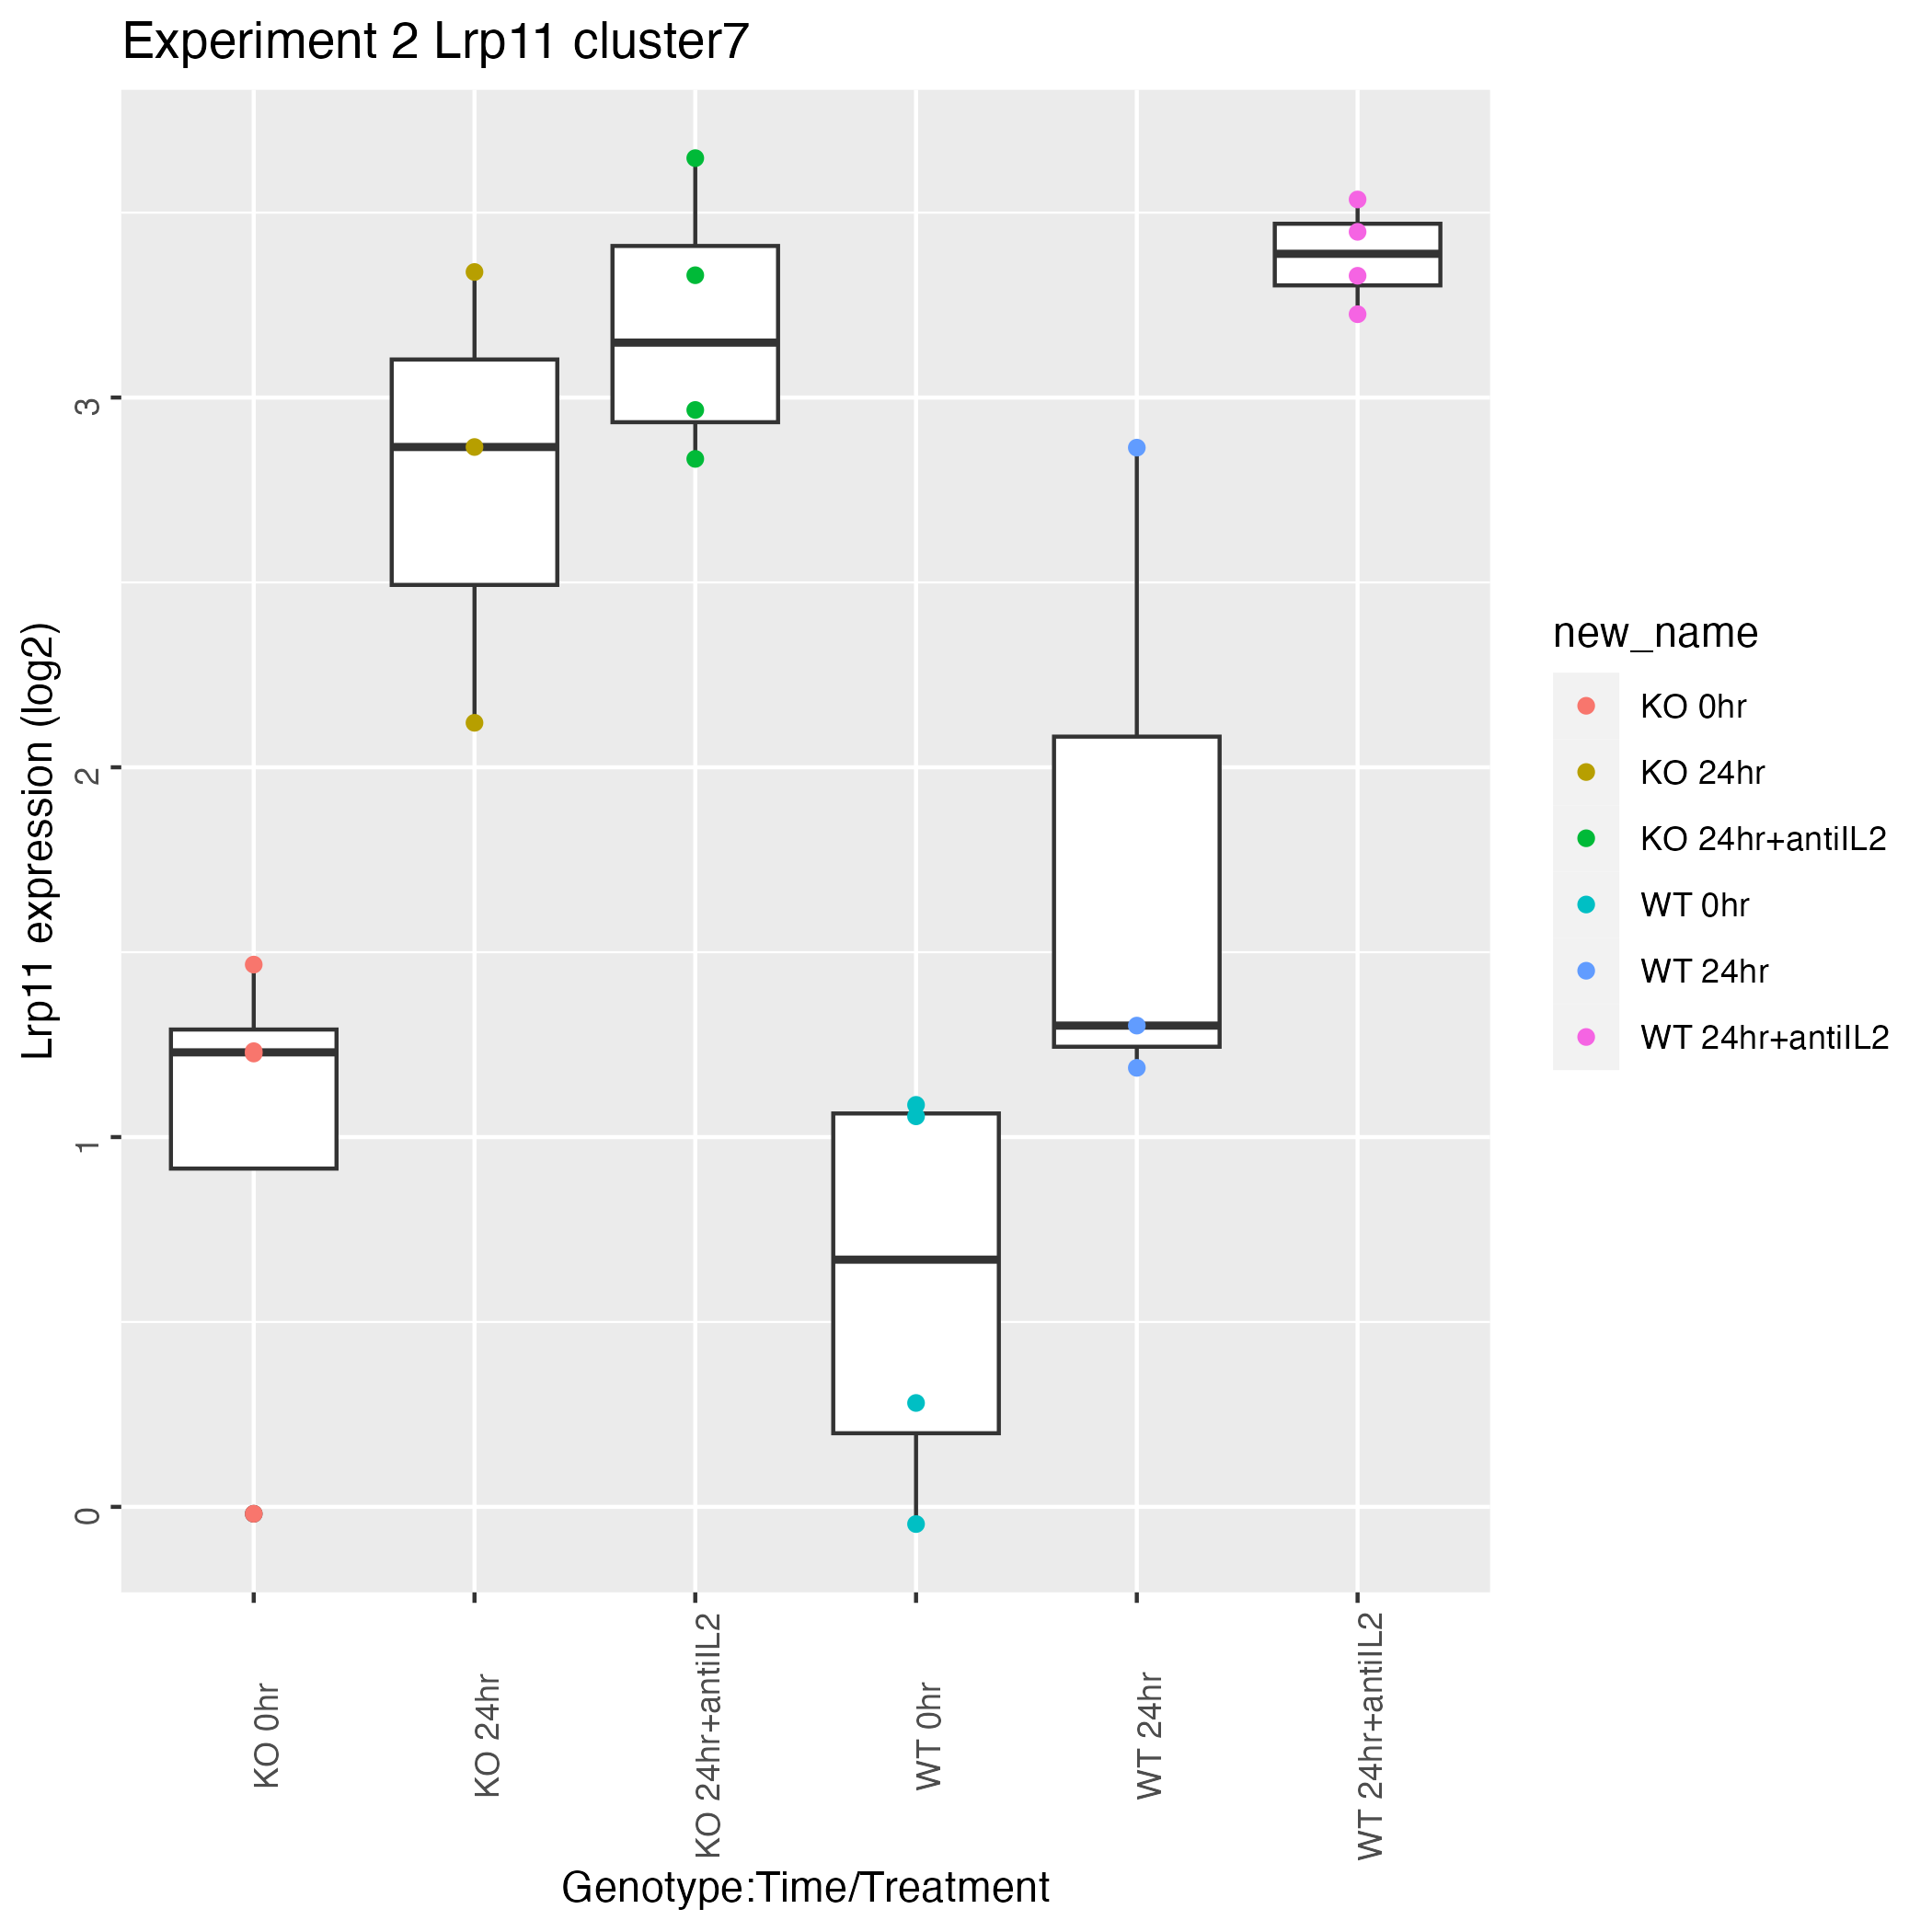 Experiment 2 Lrp11 cluster7
Lrp11 expression (log2)
3
2
1
0
KO 0hr
KO 24hr
KO 24hr+antiIL2
WT 0hr
WT 24hr
WT 24hr+antiIL2
Genotype:Time/Treatment
new_name
KO 0hr
KO 24hr
KO 24hr+antiIL2
WT 0hr
WT 24hr
WT 24hr+antiIL2